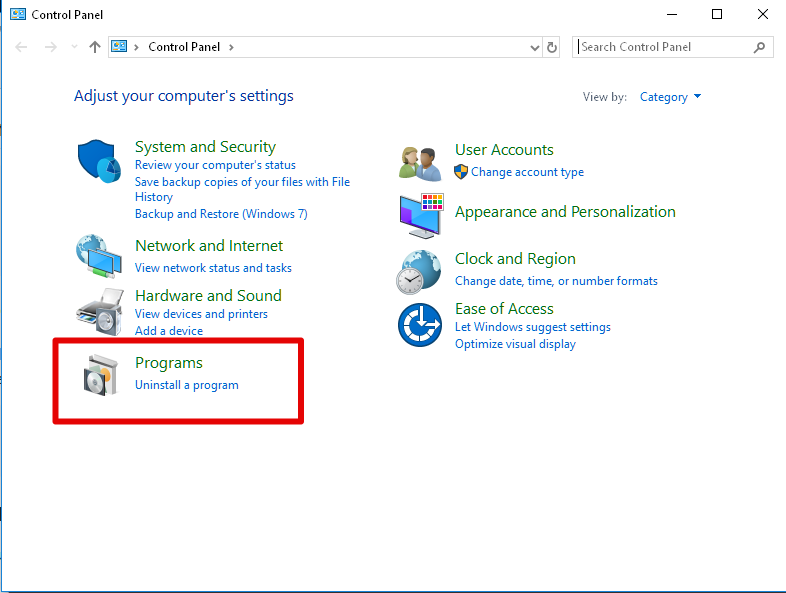 Control Panel
Control Panel
Search Control Panel
Adjust your computer's settings
View by: Category
System and Security
Review your computer's status
Save backup copies of your files with File
History
Backup and Restore (Windows 7)
Network and Internet
View network status and tasks
Hardware and Sound
View devices and printers
Add a device
Programs
Uninstall a program
User Accounts
Change account type
Appearance and Personalization
Clock and Region
Change date, time, or number formats
Ease of Access
Let Windows suggest settings
Optimize visual display